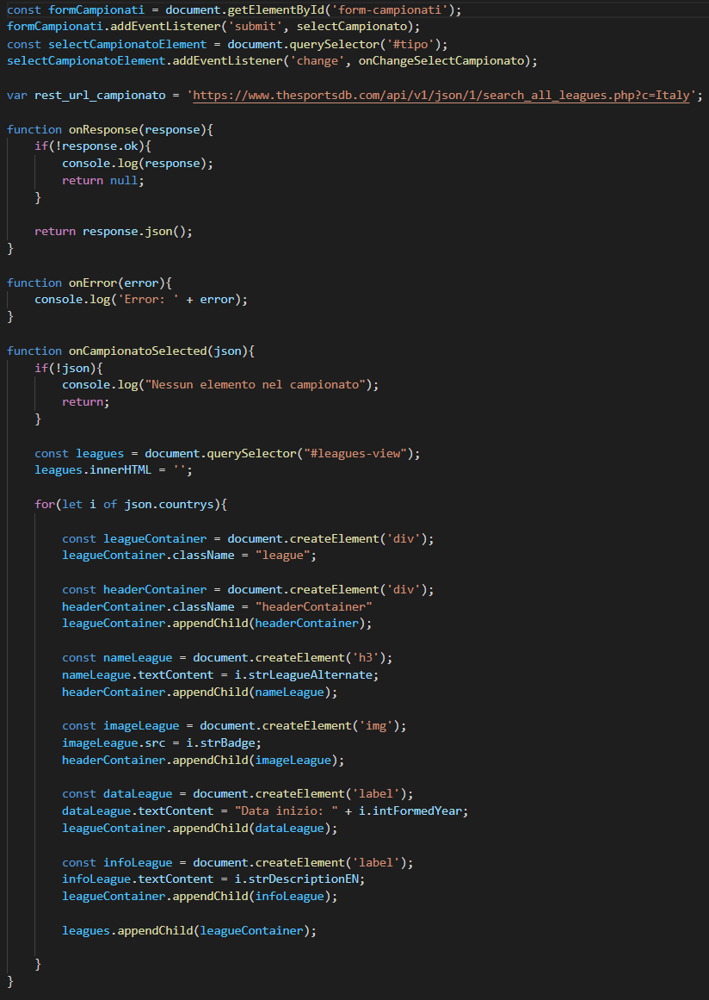 const formCampionati = document.getElementById('form-campionati');
formCampionati.addEventListener('submit', selectCampionato);
const selectCampionatoElement = document.querySelector('#tipo');
selectCampionatoElement.addEventListener('change', onChangeSelectCampionato);

var rest_url_campionato = 'https://www.thesportsdb.com/api/v1/json/1/search_all_leagues.php?c=Italy';

function onResponse(response){
    if(!response.ok){
        console.log(response);
        return null;
    }

    return response.json();
}

function onError(error){
    console.log('Error: ' + error);
}

function onCampionatoSelected(json){
    if(!json){
        console.log("Nessun elemento nel campionato");
        return;
    }

    const leagues = document.querySelector("#leagues-view");
    leagues.innerHTML = '';

    for(let i of json.countrys){

        const leagueContainer = document.createElement('div');
        leagueContainer.className = "league";

        const headerContainer = document.createElement('div');
        headerContainer.className = "headerContainer"
        leagueContainer.appendChild(headerContainer);

        const nameLeague = document.createElement('h3');
        nameLeague.textContent = i.strLeagueAlternate;
        headerContainer.appendChild(nameLeague);

        const imageLeague = document.createElement('img');
        imageLeague.src = i.strBadge;
        headerContainer.appendChild(imageLeague);

        const dataLeague = document.createElement('label');
        dataLeague.textContent = "Data inizio: " + i.intFormedYear;
        leagueContainer.appendChild(dataLeague);

        const infoLeague = document.createElement('label');
        infoLeague.textContent = i.strDescriptionEN;
        leagueContainer.appendChild(infoLeague);

        leagues.appendChild(leagueContainer);

    }
}